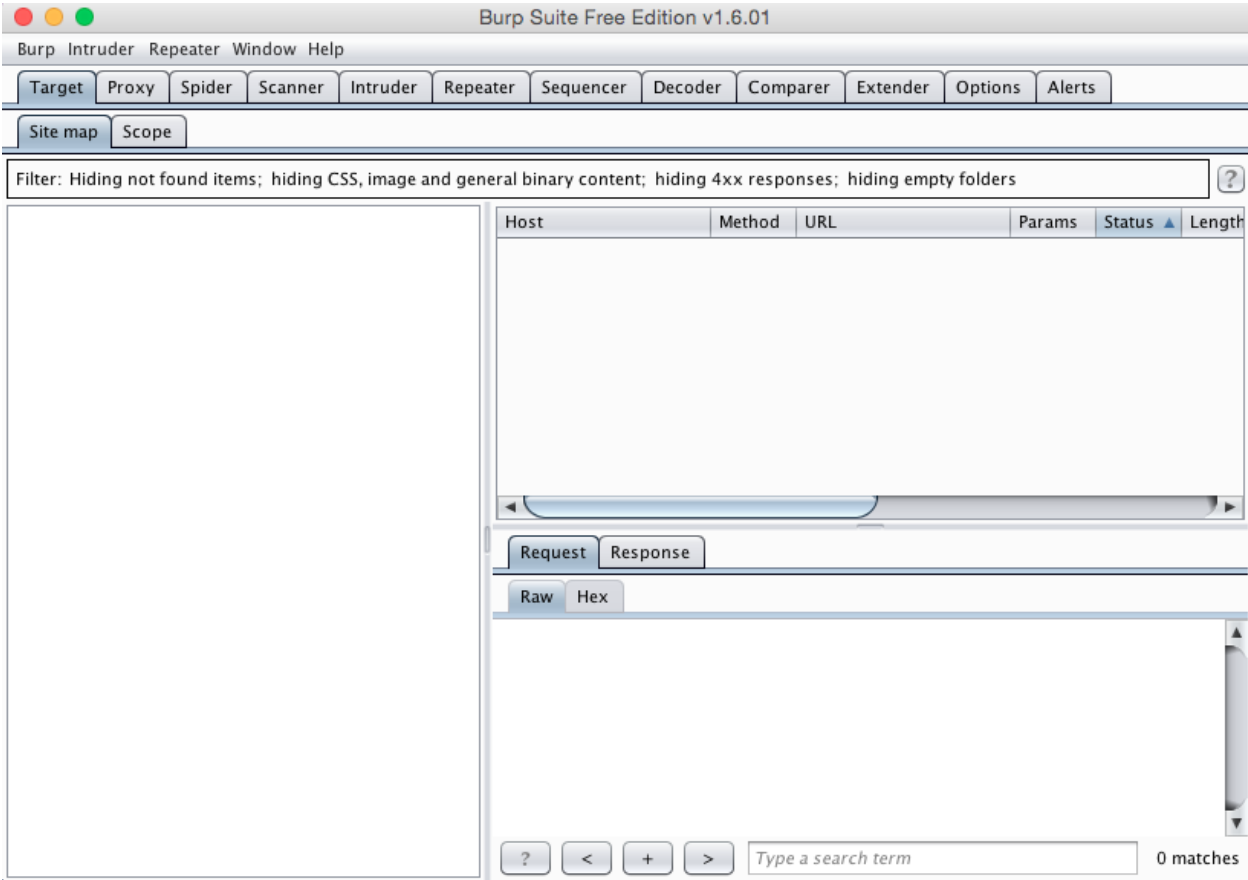 Burp Suite Free Edition v1.6.01
Burp Intruder Repeater Window Help
Target Proxy Spider Scanner Intruder Repeater Sequencer Decoder Comparer Extender Options Alerts
Site map Scope
Filter: Hiding not found items; hiding CSS, image and general binary content; hiding 4xx responses; hiding empty folders ?
Host Method URL Params Status ▲ Length
Request Response
Raw Hex
? < + > Type a search term 0 matches